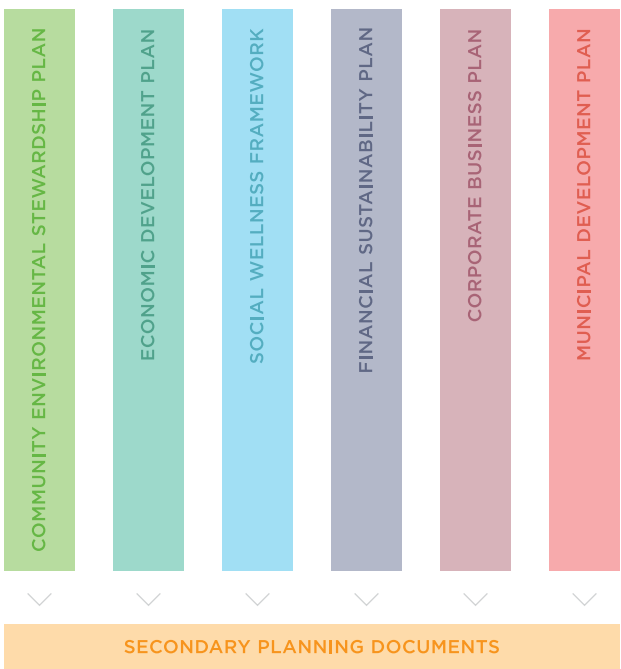 COMMUNITY ENVIRONMENTAL STEWARDSHIP PLAN
ECONOMIC DEVELOPMENT PLAN
SOCIAL WELLNESS FRAMEWORK
FINANCIAL SUSTAINABILITY PLAN
CORPORATE BUSINESS PLAN
MUNICIPAL DEVELOPMENT PLAN
SECONDARY PLANNING DOCUMENTS